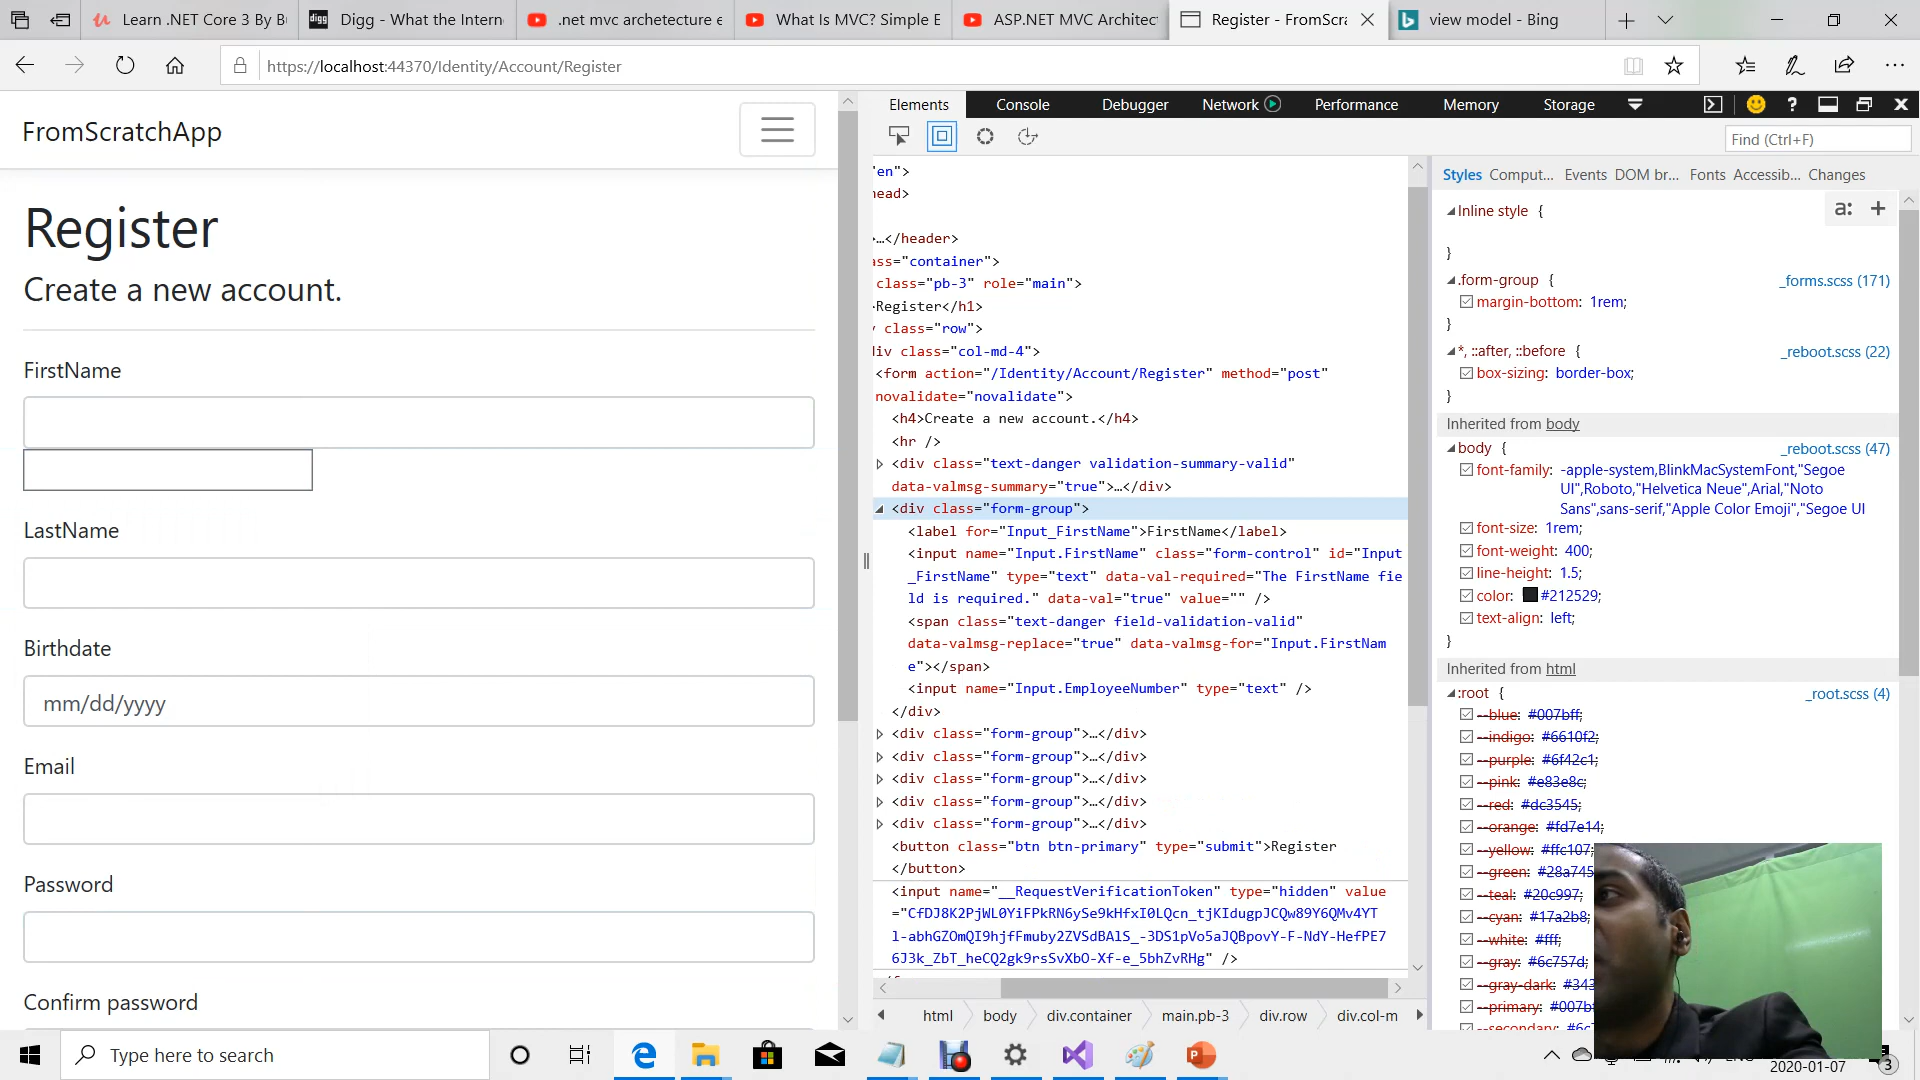 Learn .NET Core 3 By Bu
Digg - What the Intern
.net mvc archetecture e
What Is MVC? Simple E
ASP.NET MVC Architect
Register - FromScra
view model - Bing
https://localhost:44370/Identity/Account/Register
FromScratchApp
Register
Create a new account.
FirstName
LastName
Birthdate
mm/dd/yyyy
Email
Password
Confirm password
Elements
Console
Debugger
Network
Performance
Memory
Storage
Find (Ctrl+F)
"en">
head>
…</header>
ass="container">
class="pb-3" role="main">
>Register</h1>
class="row">
div class="col-md-4">
<form action="/Identity/Account/Register" method="post"
novalidate="novalidate">
<h4>Create a new account.</h4>
<hr />
<div class="text-danger validation-summary-valid"
data-valmsg-summary="true">…</div>
<div class="form-group">
<label for="Input_FirstName">FirstName</label>
<input name="Input.FirstName" class="form-control" id="Input
_FirstName" type="text" data-val-required="The FirstName fie
ld is required." data-val="true" value="" />
<span class="text-danger field-validation-valid"
data-valmsg-replace="true" data-valmsg-for="Input.FirstNam
e"></span>
<input name="Input.EmployeeNumber" type="text" />
</div>
<div class="form-group">…</div>
<div class="form-group">…</div>
<div class="form-group">…</div>
<div class="form-group">…</div>
<div class="form-group">…</div>
<button class="btn btn-primary" type="submit">Register
</button>
<input name="__RequestVerificationToken" type="hidden" value
="CfDJ8K2PjWL0YiFPkRN6ySe9kHfxI0LQcn_tjKIdugpJCQw89Y6QMv4YT
l-abhGZOmQI9hjfFmuby2ZVSdBAlS_-3DS1pVo5aJQBpovY-F-NdY-HefPE7
6J3k_ZbT_heCQ2gk9rsSvXbO-Xf-e_5bhZvRHg" />
html
body
div.container
main.pb-3
div.row
div.col-m
Styles
Comput...
Events
DOM br...
Fonts
Accessib...
Changes
Inline style {
a: +
}
.form-group {
_forms.scss (171)
margin-bottom: 1rem;
}
*, ::after, ::before {
_reboot.scss (22)
box-sizing: border-box;
}
Inherited from body
body {
_reboot.scss (47)
font-family: -apple-system,BlinkMacSystemFont,"Segoe
UI",Roboto,"Helvetica Neue",Arial,"Noto
Sans",sans-serif,"Apple Color Emoji","Segoe UI
font-size: 1rem;
font-weight: 400;
line-height: 1.5;
color: #212529;
text-align: left;
}
Inherited from html
:root {
_root.scss (4)
--blue: #007bff;
--indigo: #6610f2;
--purple: #6f42c1;
--pink: #e83e8c;
--red: #dc3545;
--orange: #fd7e14;
--yellow: #ffc107;
--green: #28a745
--teal: #20c997;
--cyan: #17a2b8;
--white: #fff;
--gray: #6c757d;
--gray-dark: #343
--primary: #007bf
--secondary: #6c7
Type here to search
2020-01-07
3